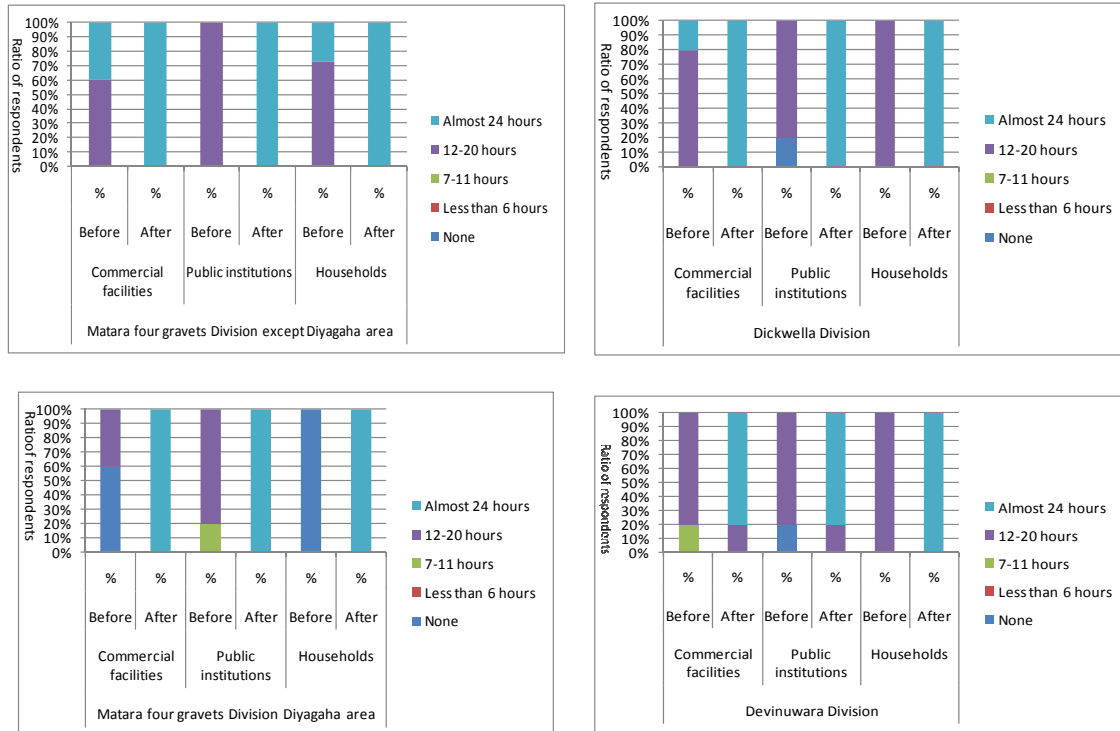 Ratio of respondents
100%
90%
80%
70%
60%
50%
40%
30%
20%
10%
0%
% % % % % %
Before After Before After Before After
Commercial facilities Public institutions Households
Matara four gravets Division except Diyagaha area
Almost 24 hours
12-20 hours
7-11 hours
Less than 6 hours
None
Ratio of respondents
100%
90%
80%
70%
60%
50%
40%
30%
20%
10%
0%
% % % % % %
Before After Before After Before After
Commercial facilities Public institutions Households
Dickwella Division
Almost 24 hours
12-20 hours
7-11 hours
Less than 6 hours
None
Ratioof respondents
100%
90%
80%
70%
60%
50%
40%
30%
20%
10%
0%
% % % % % %
Before After Before After Before After
Commercial facilities Public institutions Households
Matara four gravets Division Diyagaha area
Almost 24 hours
12-20 hours
7-11 hours
Less than 6 hours
None
Ratio of respondents
100%
90%
80%
70%
60%
50%
40%
30%
20%
10%
0%
% % % % % %
Before After Before After Before After
Commercial facilities Public institutions Households
Devinuwara Division
Almost 24 hours
12-20 hours
7-11 hours
Less than 6 hours
None